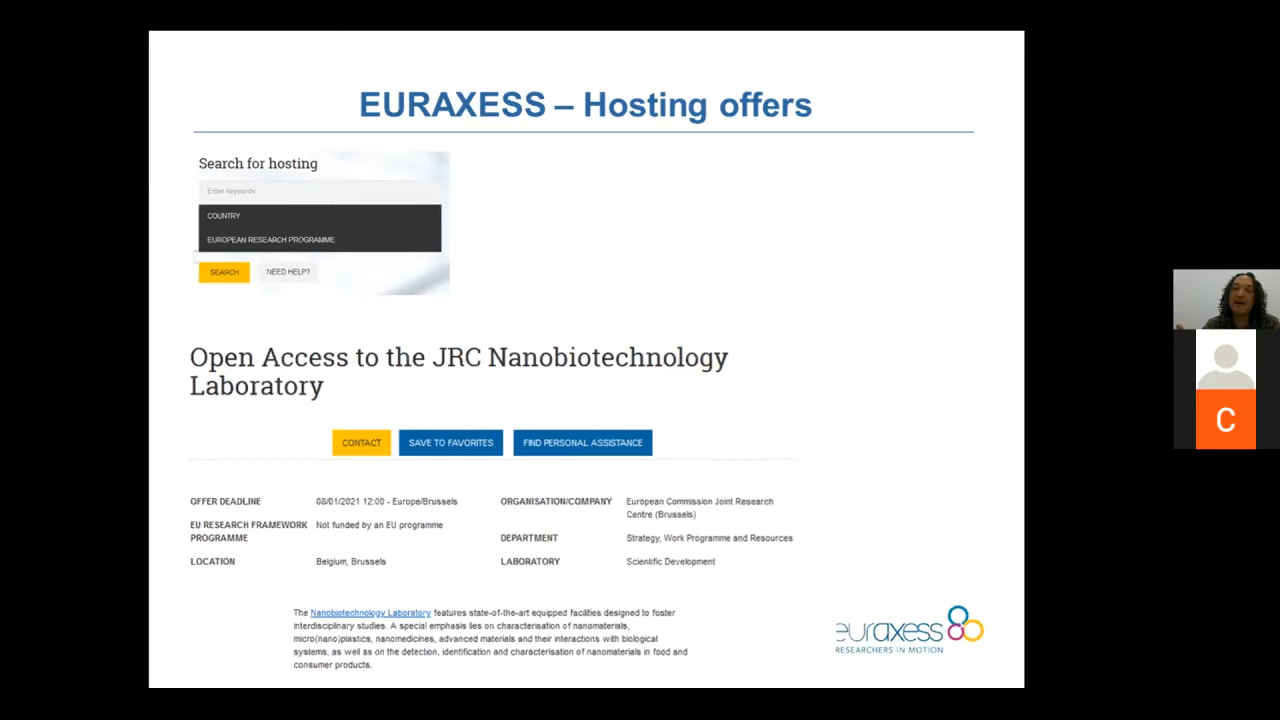 EURAXESS – Hosting offers
Search for hosting
Enter keywords
COUNTRY
EUROPEAN RESEARCH PROGRAMME
SEARCH
NEED HELP?
Open Access to the JRC Nanobiotechnology
Laboratory
CONTACT
SAVE TO FAVORITES
FIND PERSONAL ASSISTANCE
OFFER DEADLINE
08/01/2021 12:00 - Europe/Brussels
EU RESEARCH FRAMEWORK
PROGRAMME
Not funded by an EU programme
LOCATION
Belgium, Brussels
ORGANISATION/COMPANY
European Commission Joint Research
Centre (Brussels)
DEPARTMENT
Strategy, Work Programme and Resources
LABORATORY
Scientific Development
The Nanobiotechnology Laboratory features state-of-the-art equipped facilities designed to foster
interdisciplinary studies. A special emphasis lies on characterisation of nanomaterials,
micro(nano)plastics, nanomedicines, advanced materials and their interactions with biological
systems, as well as on the detection, identification and characterisation of nanomaterials in food and
consumer products.
euraxess
RESEARCHERS IN MOTION
C